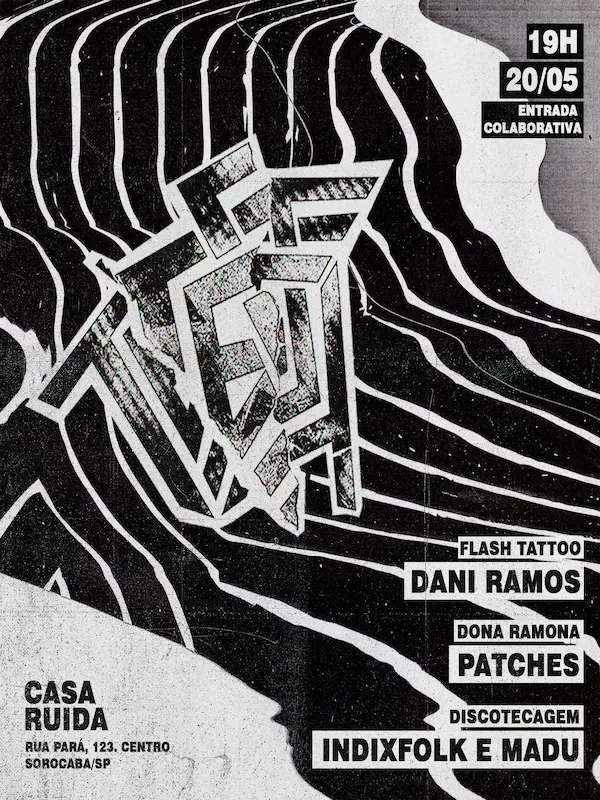 19H
20/05
ENTRADA
COLABORATIVA
FLASH TATTOO
DANI RAMOS
DONA RAMONA
PATCHES
DISCOTECAGEM
INDIXFOLK E MADU
CASA
RUIDA
RUA PARÁ, 123. CENTRO
SOROCABA/SP